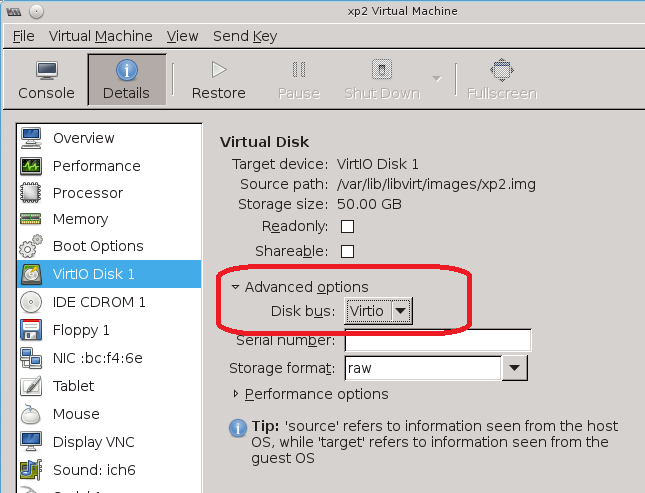 xp2 Virtual Machine
File Virtual Machine View Send Key
Console Details Restore Pause Shut Down Fullscreen
Overview
Performance
Processor
Memory
Boot Options
VirtIO Disk 1
IDE CDROM 1
Floppy 1
NIC :bc:f4:6e
Tablet
Mouse
Display VNC
Sound: ich6
Virtual Disk
Target device: VirtIO Disk 1
Source path: /var/lib/libvirt/images/xp2.img
Storage size: 50.00 GB
Readonly:
Shareable:
Advanced options
Disk bus: Virtio
Serial number:
Storage format: raw
Performance options
Tip: 'source' refers to information seen from the host
OS, while 'target' refers to information seen from the
guest OS